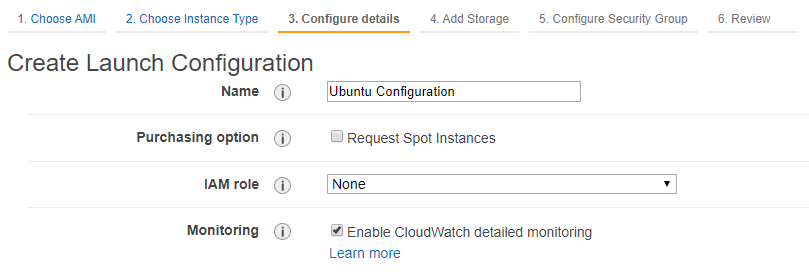 1. Choose AMI 2. Choose Instance Type 3. Configure details 4. Add Storage 5. Configure Security Group 6. Review
Create Launch Configuration
Name i Ubuntu Configuration
Purchasing option i Request Spot Instances
IAM role i None
Monitoring i Enable CloudWatch detailed monitoring
Learn more